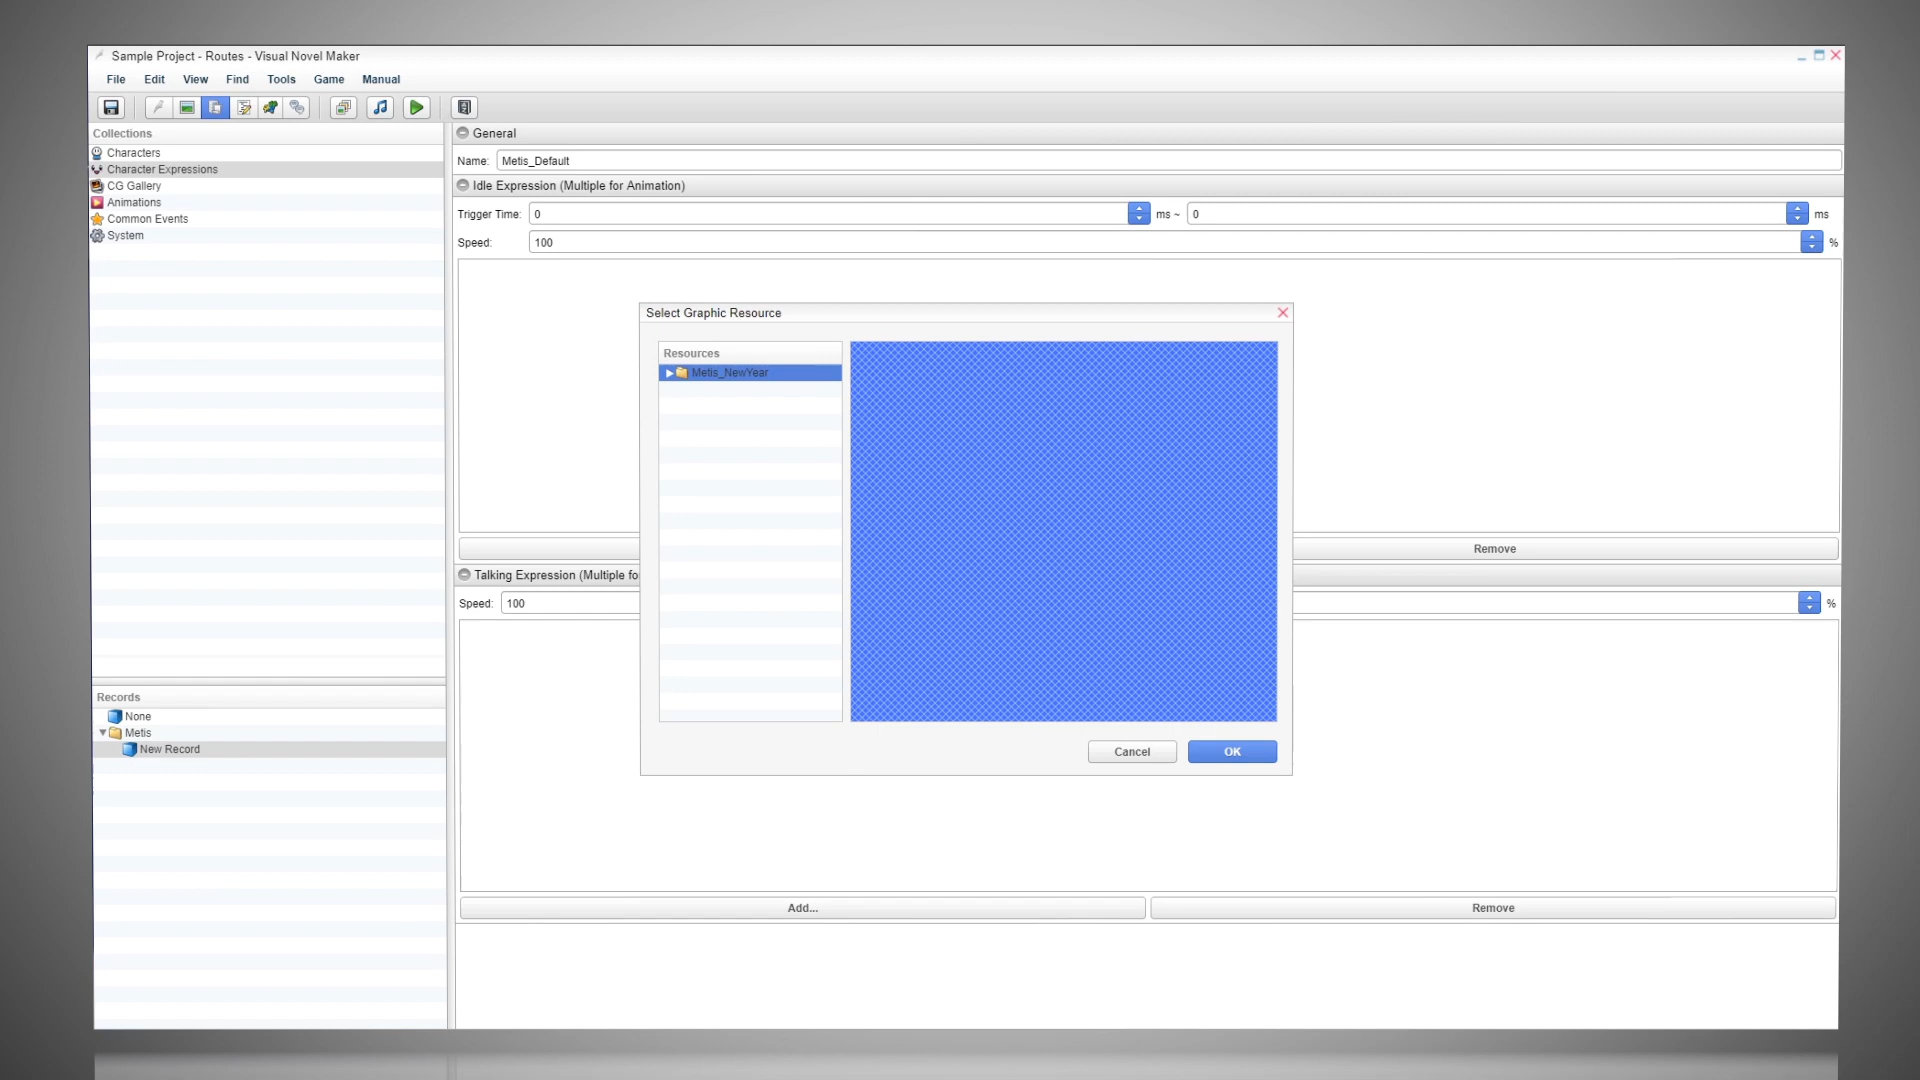 Sample Project - Routes - Visual Novel Maker
File Edit View Find Tools Game Manual
Collections
Characters
Character Expressions
CG Gallery
Animations
Common Events
System
General
Name: Metis_Default
Idle Expression (Multiple for Animation)
Trigger Time: 0 ms ~ 0 ms
Speed: 100 %
Select Graphic Resource
Resources
Metis_NewYear
Cancel OK
Remove
Talking Expression (Multiple fo
Speed: 100 %
Add... Remove
Records
None
Metis
New Record